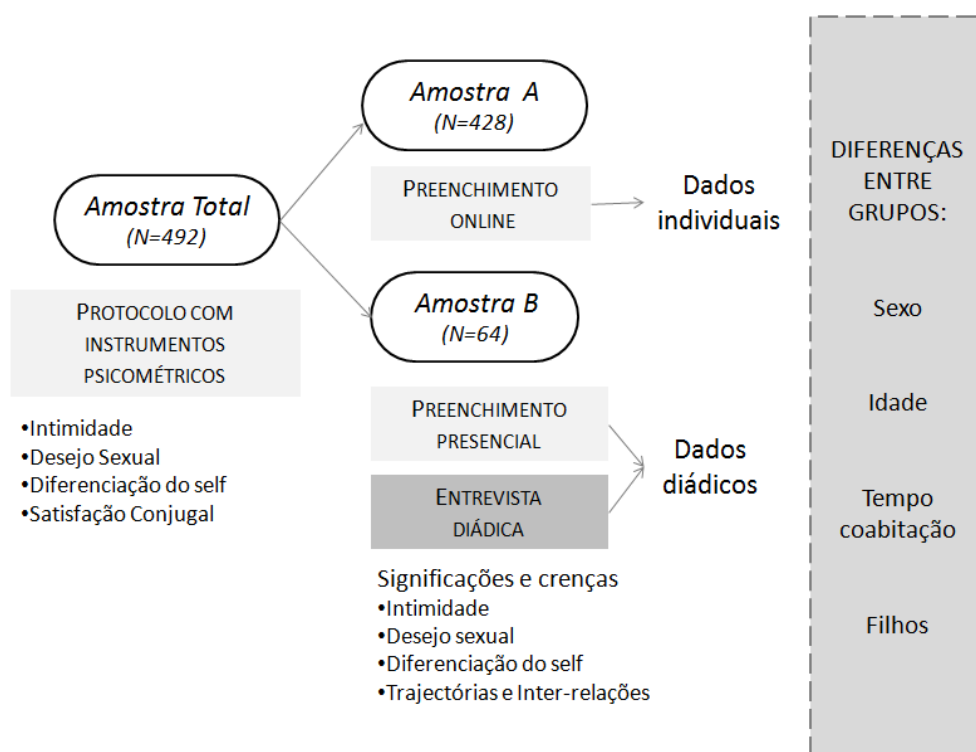 Amostra Total
(N=492)
PROTOCOLO COM
INSTRUMENTOS
PSICOMÉTRICOS
•Intimidade
•Desejo Sexual
•Diferenciação do self
•Satisfação Conjugal
Amostra A
(N=428)
PREENCHIMENTO
ONLINE
Dados
individuais
Amostra B
(N=64)
PREENCHIMENTO
PRESENCIAL
ENTREVISTA
DIÁDICA
Dados
diádicos
Significações e crenças
•Intimidade
•Desejo sexual
•Diferenciação do self
•Trajectórias e Inter-relações
DIFERENÇAS
ENTRE
GRUPOS:
Sexo
Idade
Tempo
coabitação
Filhos